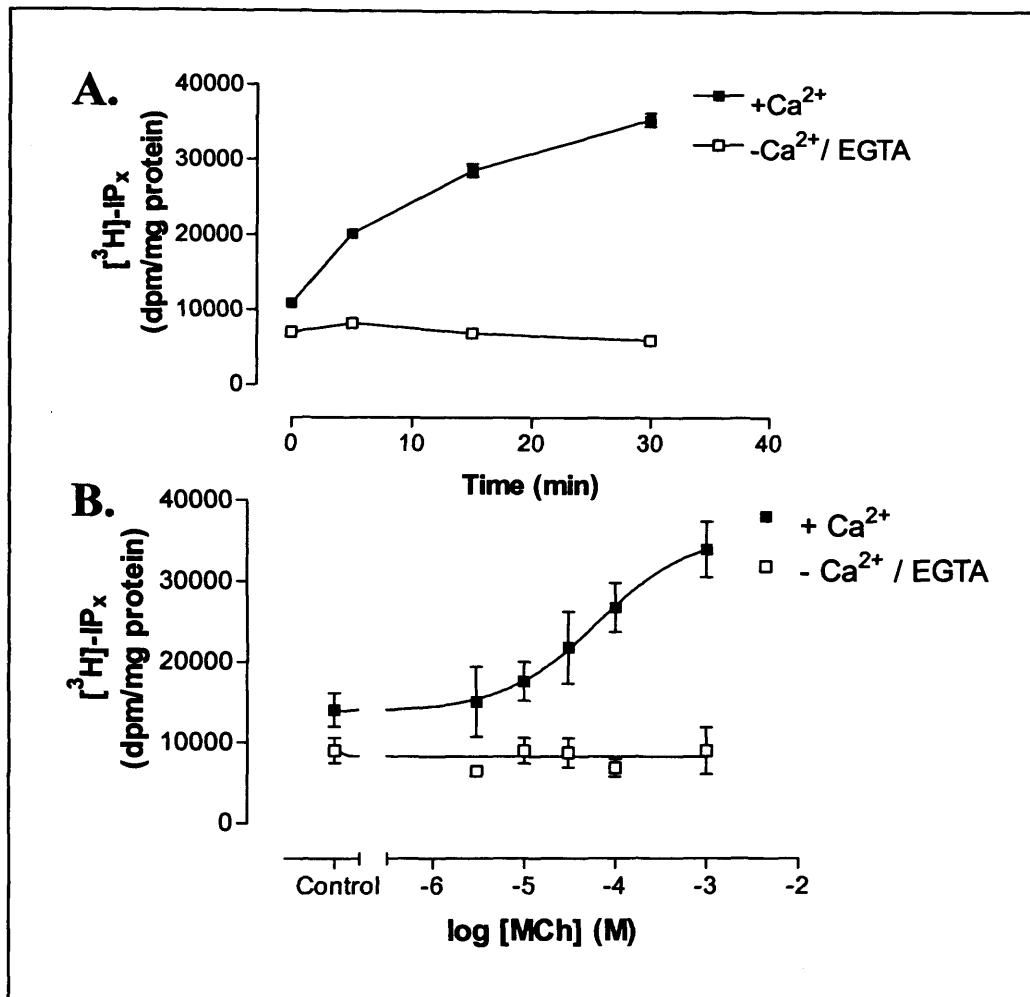 A.
40000
30000
20000
10000
0
[³H]-IPₓ
(dpm/mg protein)
+Ca²⁺
-Ca²⁺/ EGTA
0 10 20 30 40
Time (min)
B.
40000
30000
20000
10000
0
[³H]-IPₓ
(dpm/mg protein)
+ Ca²⁺
- Ca²⁺ / EGTA
Control -6 -5 -4 -3 -2
log [MCh] (M)